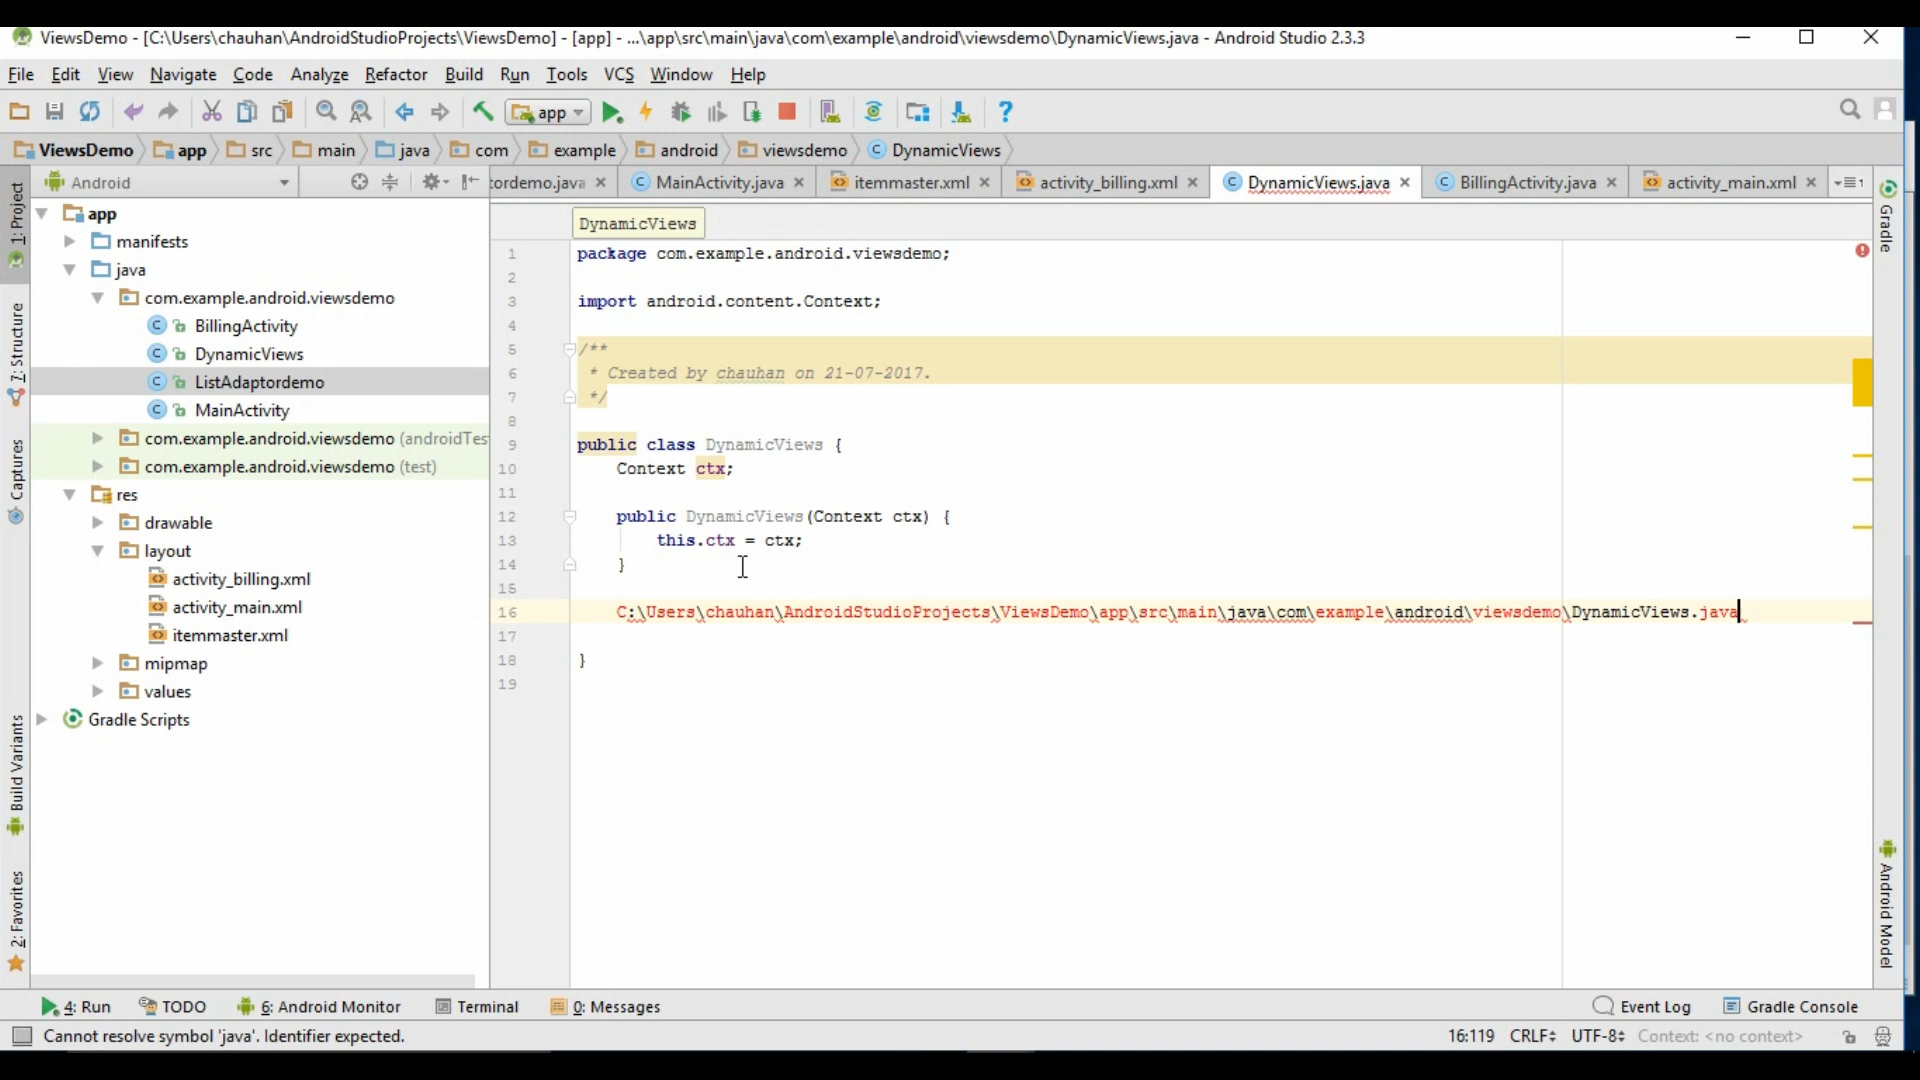 ViewsDemo - [C:\Users\chauhan\AndroidStudioProjects\ViewsDemo] - [app] - ...\app\src\main\java\com\example\android\viewsdemo\DynamicViews.java - Android Studio 2.3.3
File Edit View Navigate Code Analyze Refactor Build Run Tools VCS Window Help
app
ViewsDemo app src main java com example android viewsdemo DynamicViews
Android
tordemo.java MainActivity.java itemmaster.xml activity_billing.xml DynamicViews.java BillingActivity.java activity_main.xml
1: Project
7: Structure
Captures
Build Variants
2: Favorites
app
manifests
java
com.example.android.viewsdemo
BillingActivity
DynamicViews
ListAdaptordemo
MainActivity
com.example.android.viewsdemo (androidTes
com.example.android.viewsdemo (test)
res
drawable
layout
activity_billing.xml
activity_main.xml
itemmaster.xml
mipmap
values
Gradle Scripts
DynamicViews
1 package com.example.android.viewsdemo;
2
3 import android.content.Context;
4
5 /**
6 * Created by chauhan on 21-07-2017.
7 */
8
9 public class DynamicViews {
10 Context ctx;
11
12 public DynamicViews(Context ctx) {
13 this.ctx = ctx;
14 }
15
16 C:\Users\chauhan\AndroidStudioProjects\ViewsDemo\app\src\main\java\com\example\android\viewsdemo\DynamicViews.java
17
18 }
19
Gradle
Android Model
4: Run TODO 6: Android Monitor Terminal 0: Messages Event Log Gradle Console
Cannot resolve symbol 'java'. Identifier expected. 16:119 CRLF UTF-8 Context: <no context>